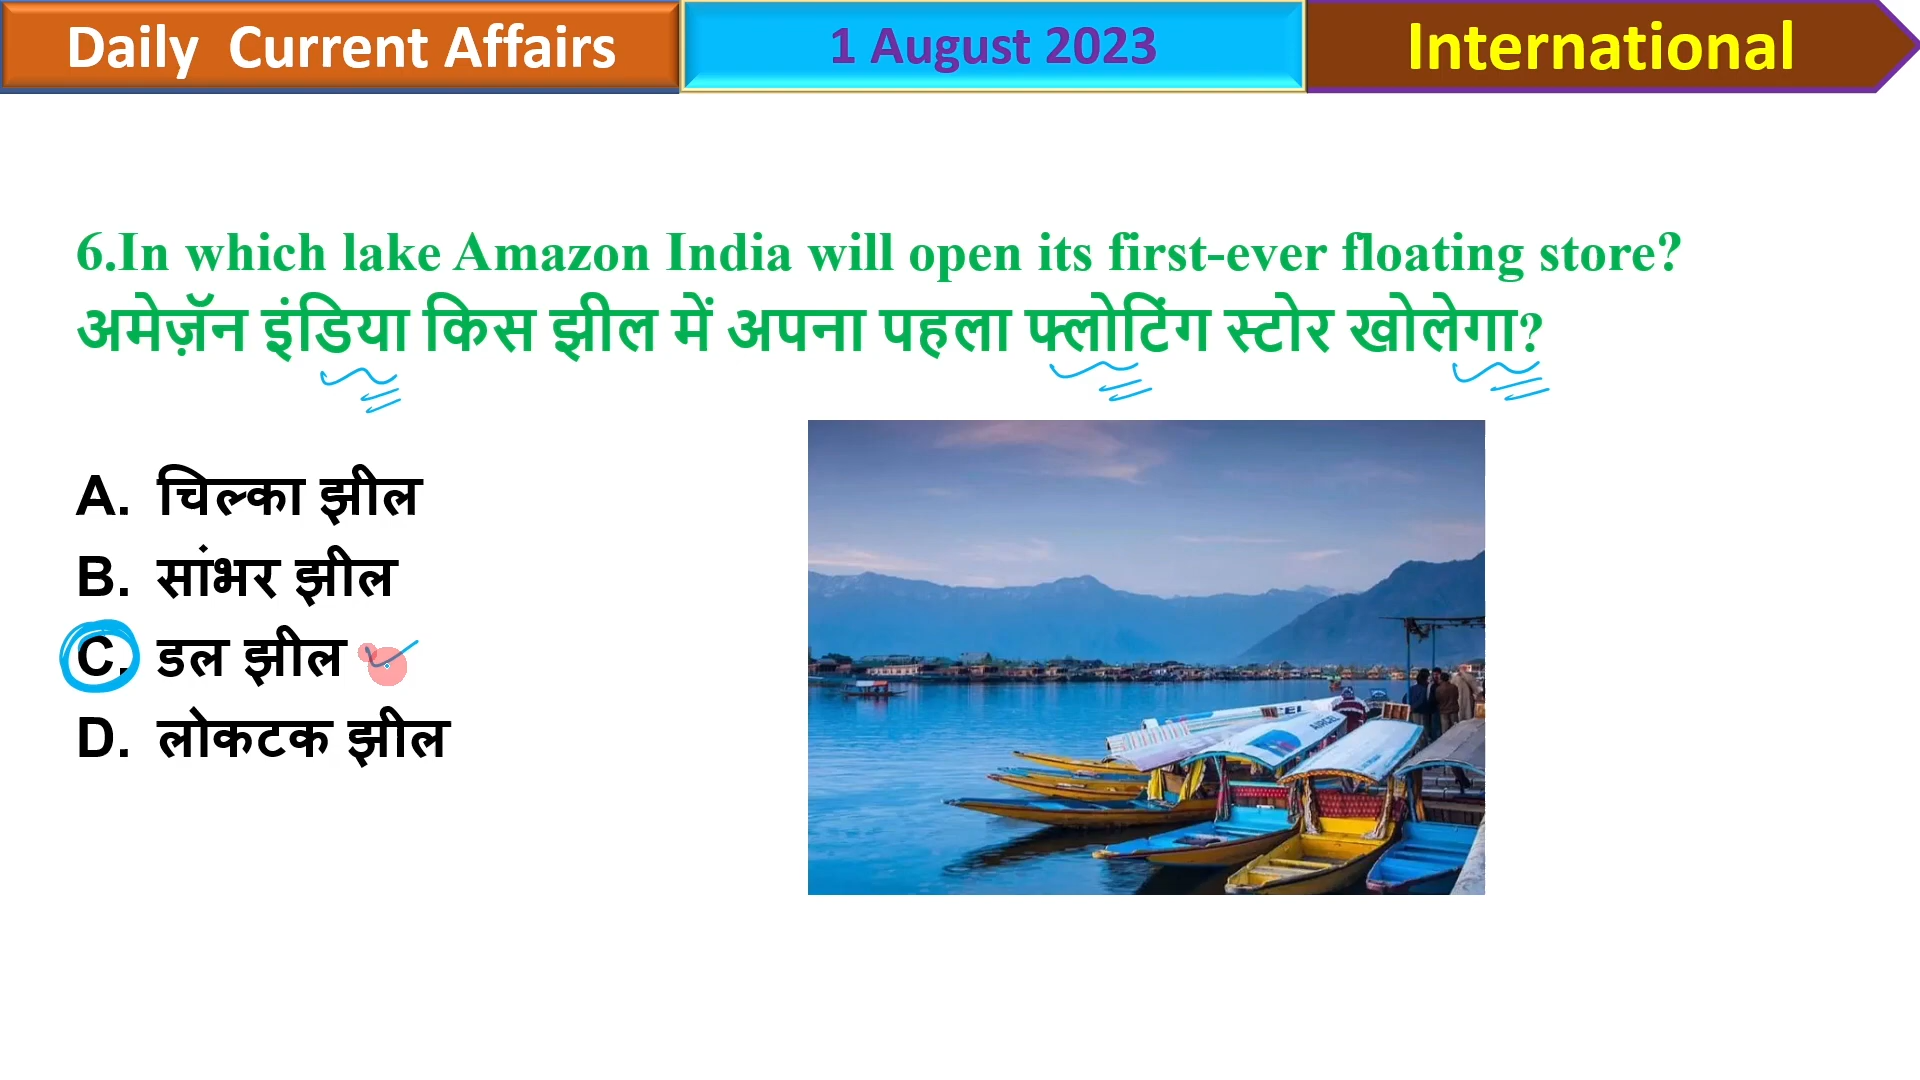 Daily Current Affairs
1 August 2023
International
6.In which lake Amazon India will open its first-ever floating store?
अमेज़ॅन इंडिया किस झील में अपना पहला फ्लोटिंग स्टोर खोलेगा?
A. चिल्का झील
B. सांभर झील
C. डल झील
D. लोकटक झील
AIRCEL